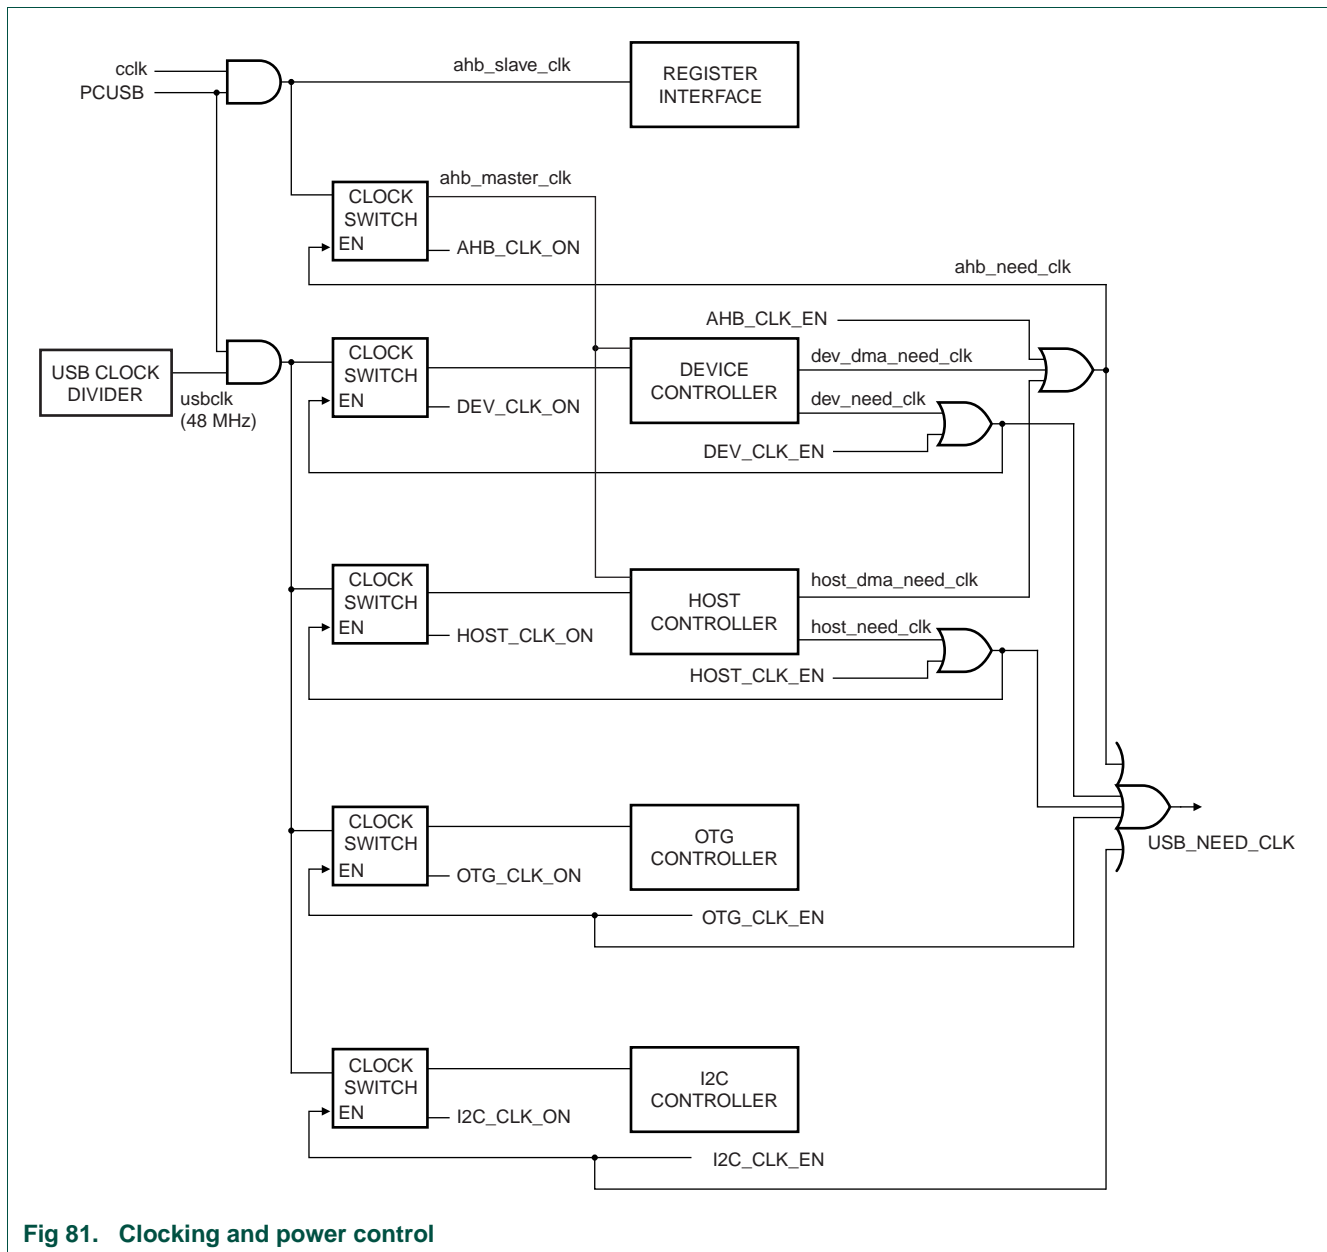 cclk
PCUSB
ahb_slave_clk
REGISTER
INTERFACE
CLOCK
SWITCH
EN
ahb_master_clk
AHB_CLK_ON
ahb_need_clk
AHB_CLK_EN
USB CLOCK
DIVIDER
usbclk
(48 MHz)
CLOCK
SWITCH
EN
DEV_CLK_ON
DEVICE
CONTROLLER
dev_dma_need_clk
dev_need_clk
DEV_CLK_EN
CLOCK
SWITCH
EN
HOST_CLK_ON
HOST
CONTROLLER
host_dma_need_clk
host_need_clk
HOST_CLK_EN
CLOCK
SWITCH
EN
OTG_CLK_ON
OTG
CONTROLLER
USB_NEED_CLK
OTG_CLK_EN
CLOCK
SWITCH
EN
I2C_CLK_ON
I2C
CONTROLLER
I2C_CLK_EN
Fig 81. Clocking and power control